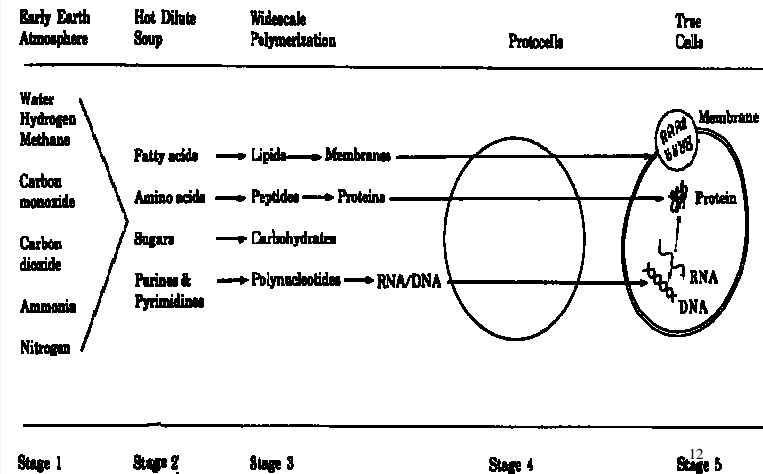 Early Earth
Atmosphere
Hot Dilute
Soup
Widescale
Polymerization
Protocells
True
Cells
Water
Hydrogen
Methane
Carbon
monoxide
Carbon
dioxide
Ammonia
Nitrogen
Fatty acids
Lipids
Membranes
Amino acids
Peptides
Proteins
Sugars
Carbohydrates
Purines &
Pyrimidines
Polynucleotides
RNA/DNA
Membrane
Protein
RNA
DNA
Stage 1
Stage 2
Stage 3
Stage 4
Stage 5
12